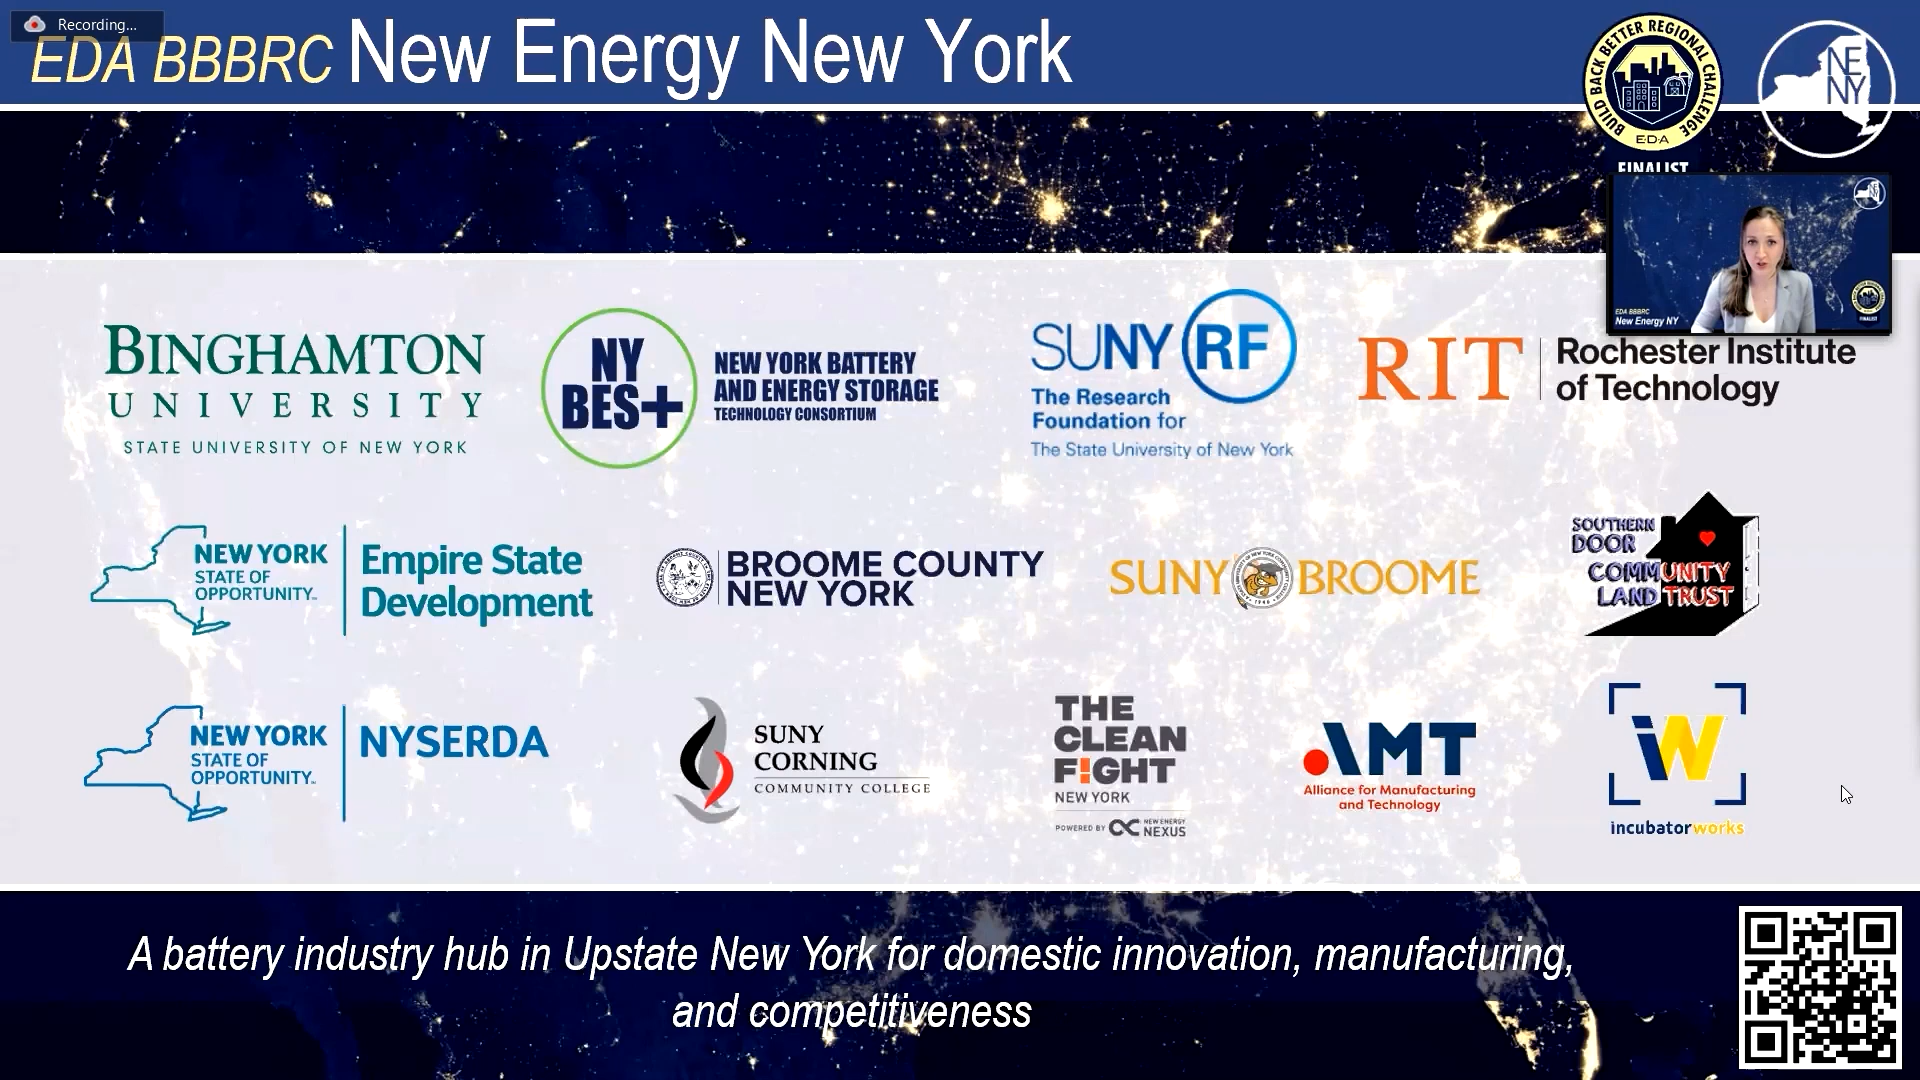 Recording...
EDA BBBRC New Energy New York
BUILD BACK BETTER REGIONAL CHALLENGE
EDA
FINALIST
NE
NY
EDA BBBRC
New Energy NY
BINGHAMTON
UNIVERSITY
STATE UNIVERSITY OF NEW YORK
NY
BES+
NEW YORK BATTERY
AND ENERGY STORAGE
TECHNOLOGY CONSORTIUM
SUNY RF
The Research
Foundation for
The State University of New York
RIT
Rochester Institute
of Technology
NEW YORK
STATE OF
OPPORTUNITY™
Empire State
Development
BROOME COUNTY
NEW YORK
SUNY BROOME
SOUTHERN
DOOR
COMMUNITY
LAND TRUST
NEW YORK
STATE OF
OPPORTUNITY™
NYSERDA
SUNY
CORNING
COMMUNITY COLLEGE
THE
CLEAN
F!GHT
NEW YORK
POWERED BY NEW ENERGY
NEXUS
AMT
Alliance for Manufacturing
and Technology
iW
incubatorworks
A battery industry hub in Upstate New York for domestic innovation, manufacturing,
and competitiveness